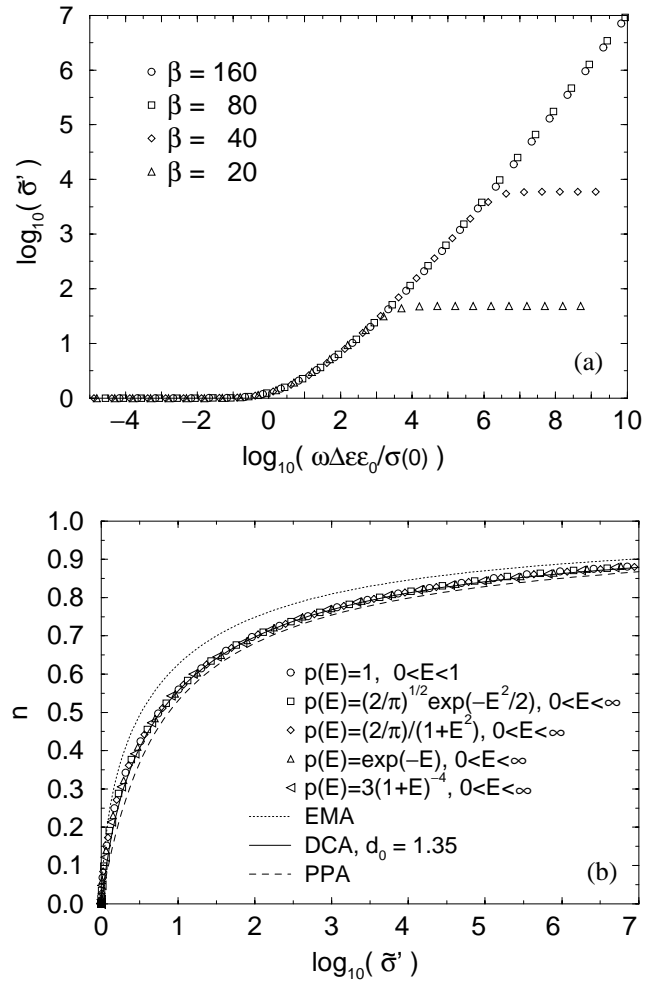 7
6
5
4
3
2
1
0
log₁₀( σ̃’ )
β = 160
β = 80
β = 40
β = 20
(a)
−4 −2 0 2 4 6 8 10
log₁₀( ωΔεε₀/σ(0) )
1.0
0.9
0.8
0.7
0.6
0.5
0.4
0.3
0.2
0.1
0.0
n
p(E)=1, 0<E<1
p(E)=(2/π)^1/2 exp(−E²/2), 0<E<∞
p(E)=(2/π)/(1+E²), 0<E<∞
p(E)=exp(−E), 0<E<∞
p(E)=3(1+E)⁻⁴, 0<E<∞
EMA
DCA, d₀ = 1.35
PPA
(b)
0 1 2 3 4 5 6 7
log₁₀( σ̃’ )